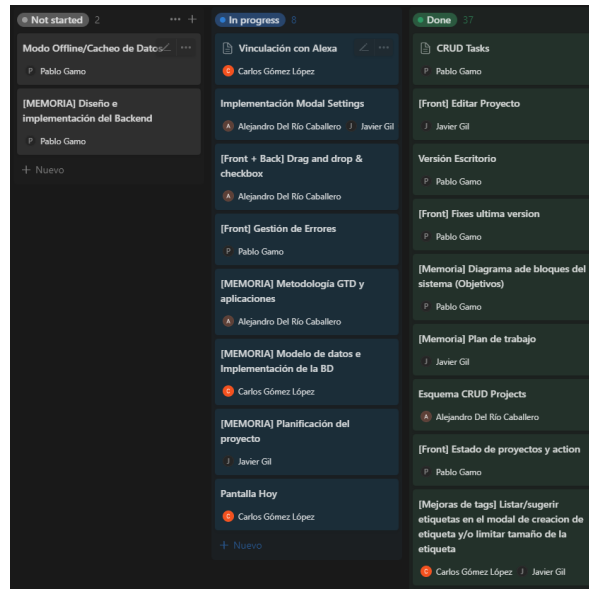 Not started 2
Modo Offline/Cacheo de Datos
P Pablo Gamo
[MEMORIA] Diseño e
implementación del Backend
P Pablo Gamo
+ Nuevo
In progress 8
Vinculación con Alexa
C Carlos Gómez López
Implementación Modal Settings
A Alejandro Del Río Caballero J Javier Gil
[Front + Back] Drag and drop &
checkbox
A Alejandro Del Río Caballero
[Front] Gestión de Errores
P Pablo Gamo
[MEMORIA] Metodología GTD y
aplicaciones
A Alejandro Del Río Caballero
[MEMORIA] Modelo de datos e
Implementación de la BD
C Carlos Gómez López
[MEMORIA] Planificación del
proyecto
J Javier Gil
Pantalla Hoy
C Carlos Gómez López
+ Nuevo
Done 37
CRUD Tasks
P Pablo Gamo
[Front] Editar Proyecto
J Javier Gil
Versión Escritorio
P Pablo Gamo
[Front] Fixes ultima version
P Pablo Gamo
[Memoria] Diagrama ade bloques del
sistema (Objetivos)
P Pablo Gamo
[Memoria] Plan de trabajo
J Javier Gil
Esquema CRUD Projects
A Alejandro Del Río Caballero
[Front] Estado de proyectos y action
P Pablo Gamo
[Mejoras de tags] Listar/sugerir
etiquetas en el modal de creacion de
etiqueta y/o limitar tamaño de la
etiqueta
C Carlos Gómez López J Javier Gil